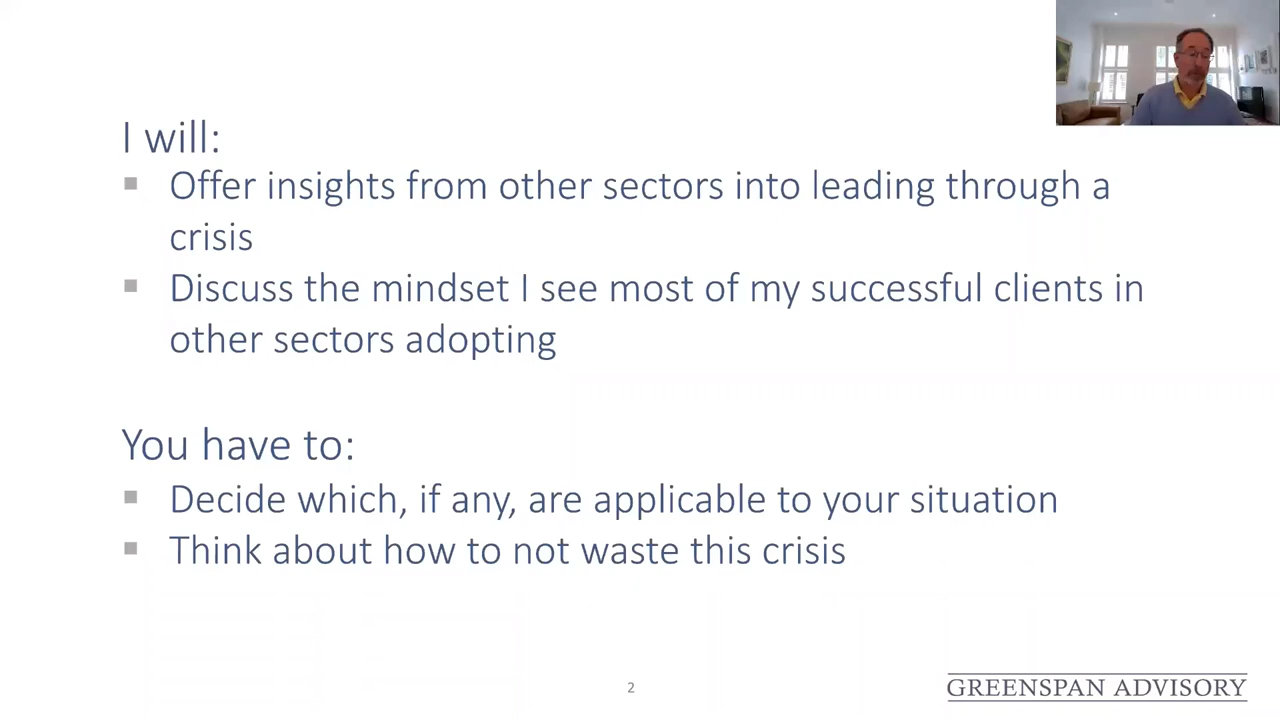 I will:
▪ Offer insights from other sectors into leading through a
crisis
▪ Discuss the mindset I see most of my successful clients in
other sectors adopting
You have to:
▪ Decide which, if any, are applicable to your situation
▪ Think about how to not waste this crisis
2
GREENSPAN ADVISORY